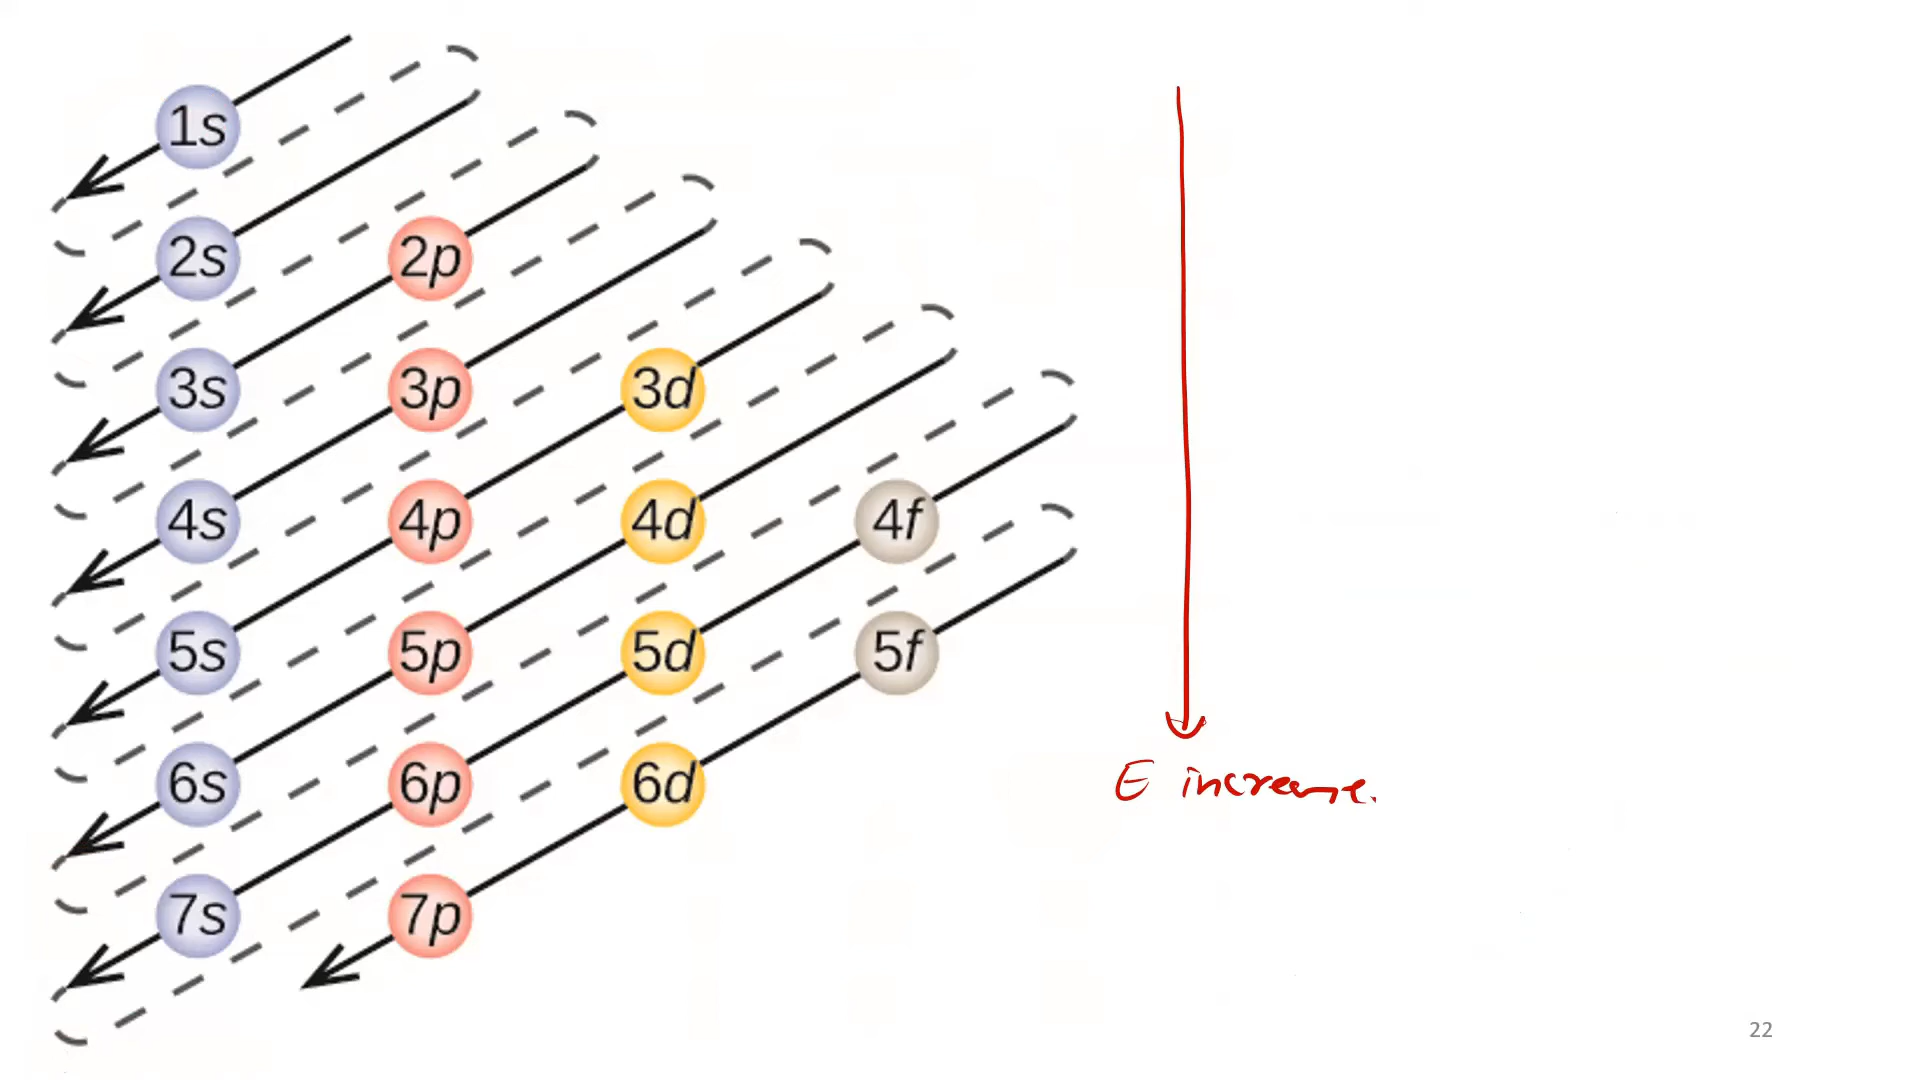 1s
2s 2p
3s 3p 3d
4s 4p 4d 4f
5s 5p 5d 5f
6s 6p 6d
E increase.
7s 7p
22